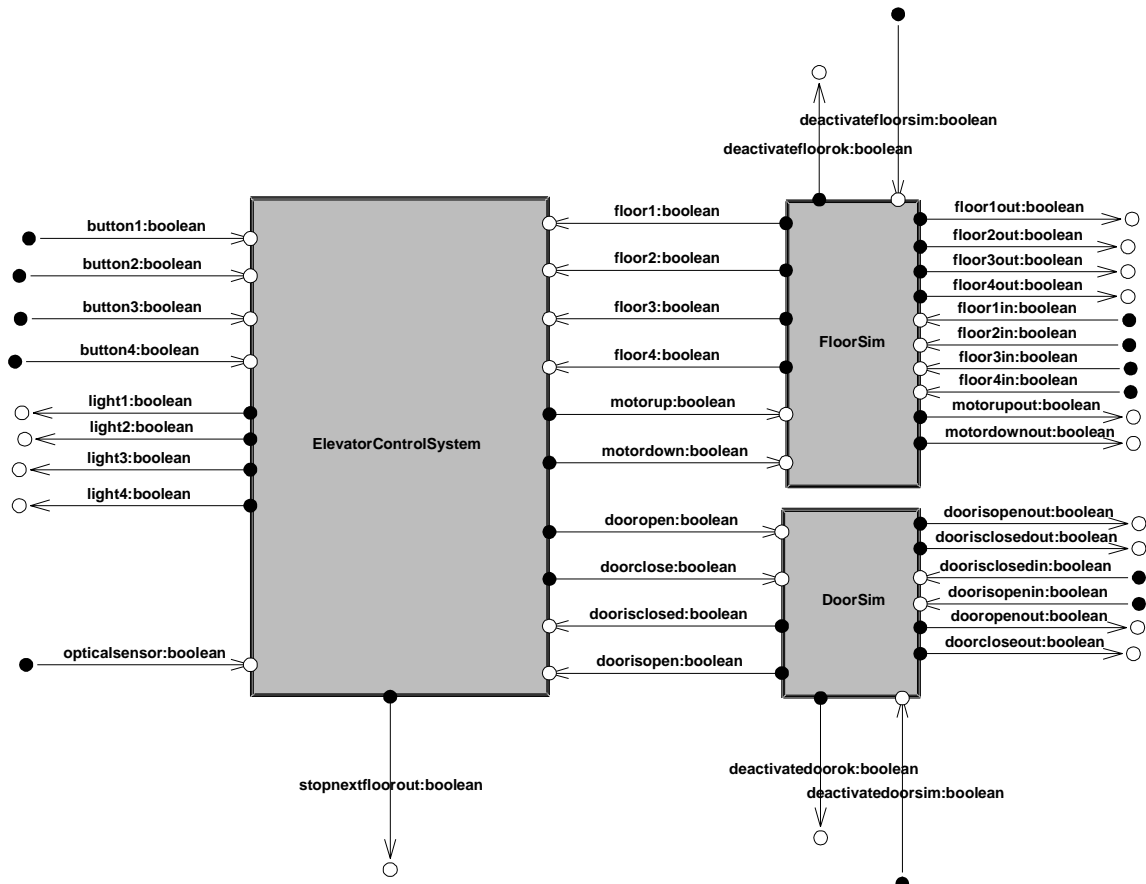 deactivatefloorsim:boolean
deactivatefloorok:boolean
button1:boolean
button2:boolean
button3:boolean
button4:boolean
light1:boolean
light2:boolean
light3:boolean
light4:boolean
opticalsensor:boolean
ElevatorControlSystem
stopnextfloorout:boolean
floor1:boolean
floor2:boolean
floor3:boolean
floor4:boolean
motorup:boolean
motordown:boolean
dooropen:boolean
doorclose:boolean
doorisclosed:boolean
doorisopen:boolean
FloorSim
floor1out:boolean
floor2out:boolean
floor3out:boolean
floor4out:boolean
floor1in:boolean
floor2in:boolean
floor3in:boolean
floor4in:boolean
motorupout:boolean
motordownout:boolean
DoorSim
doorisopenout:boolean
doorisclosedout:boolean
doorisclosedin:boolean
doorisopenin:boolean
dooropenout:boolean
doorcloseout:boolean
deactivatedoorok:boolean
deactivatedoorsim:boolean